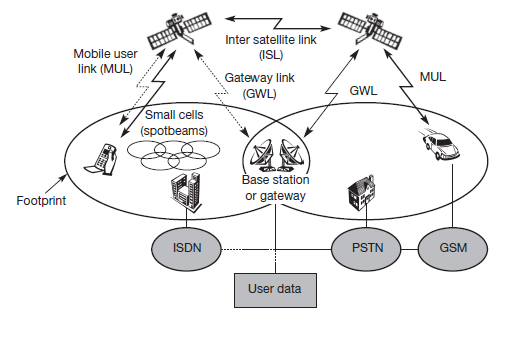 Inter satellite link
(ISL)
Mobile user
link (MUL)
Gateway link
(GWL)
GWL
MUL
Small cells
(spotbeams)
Base station
or gateway
Footprint
ISDN
PSTN
GSM
User data